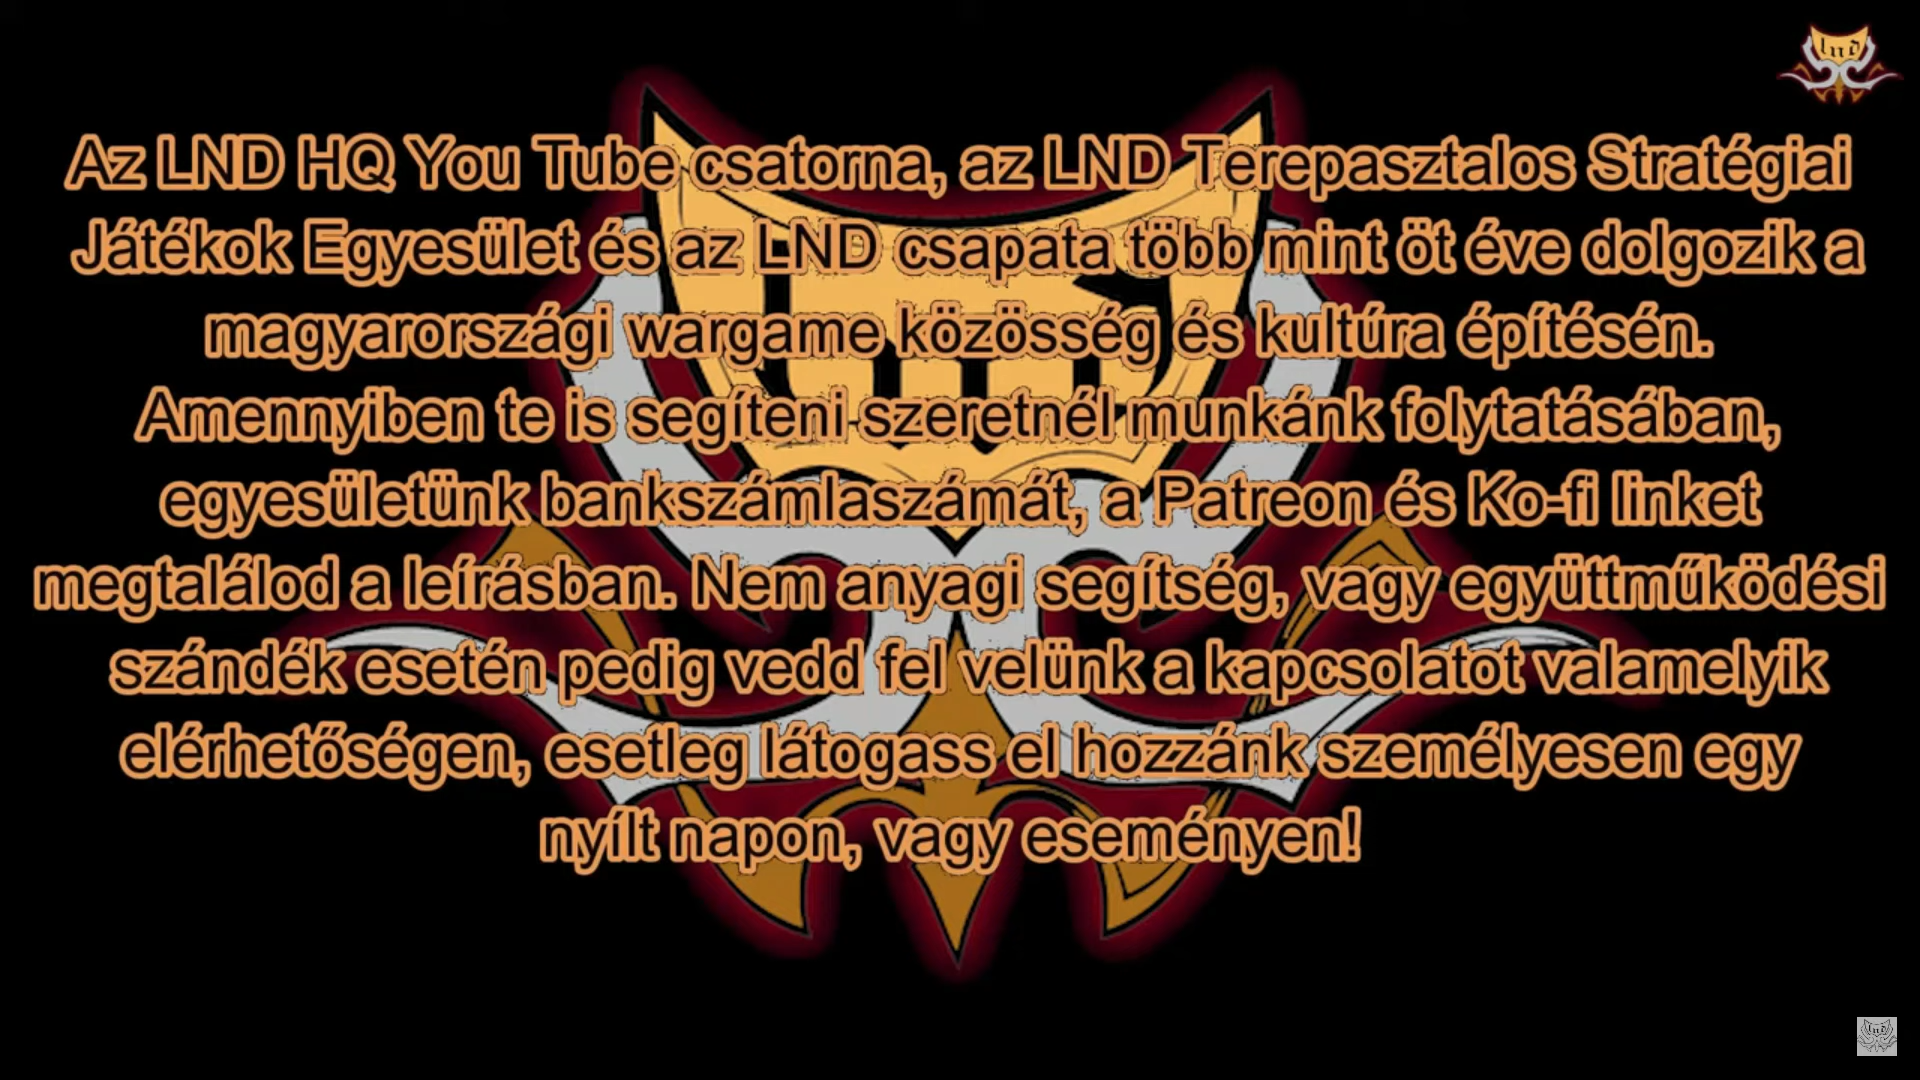 lnd
Az LND HQ You Tube csatorna, az LND Terepasztalos Stratégiai
Játékok Egyesület és az LND csapata több mint öt éve dolgozik a
magyarországi wargame közösség és kultúra építésén.
Amennyiben te is segíteni szeretnél munkánk folytatásában,
egyesületünk bankszámlaszámát, a Patreon és Ko-fi linket
megtalálod a leírásban. Nem anyagi segítség, vagy együttműködési
szándék esetén pedig vedd fel velünk a kapcsolatot valamelyik
elérhetőségen, esetleg látogass el hozzánk személyesen egy
nyílt napon, vagy eseményen!
lnd